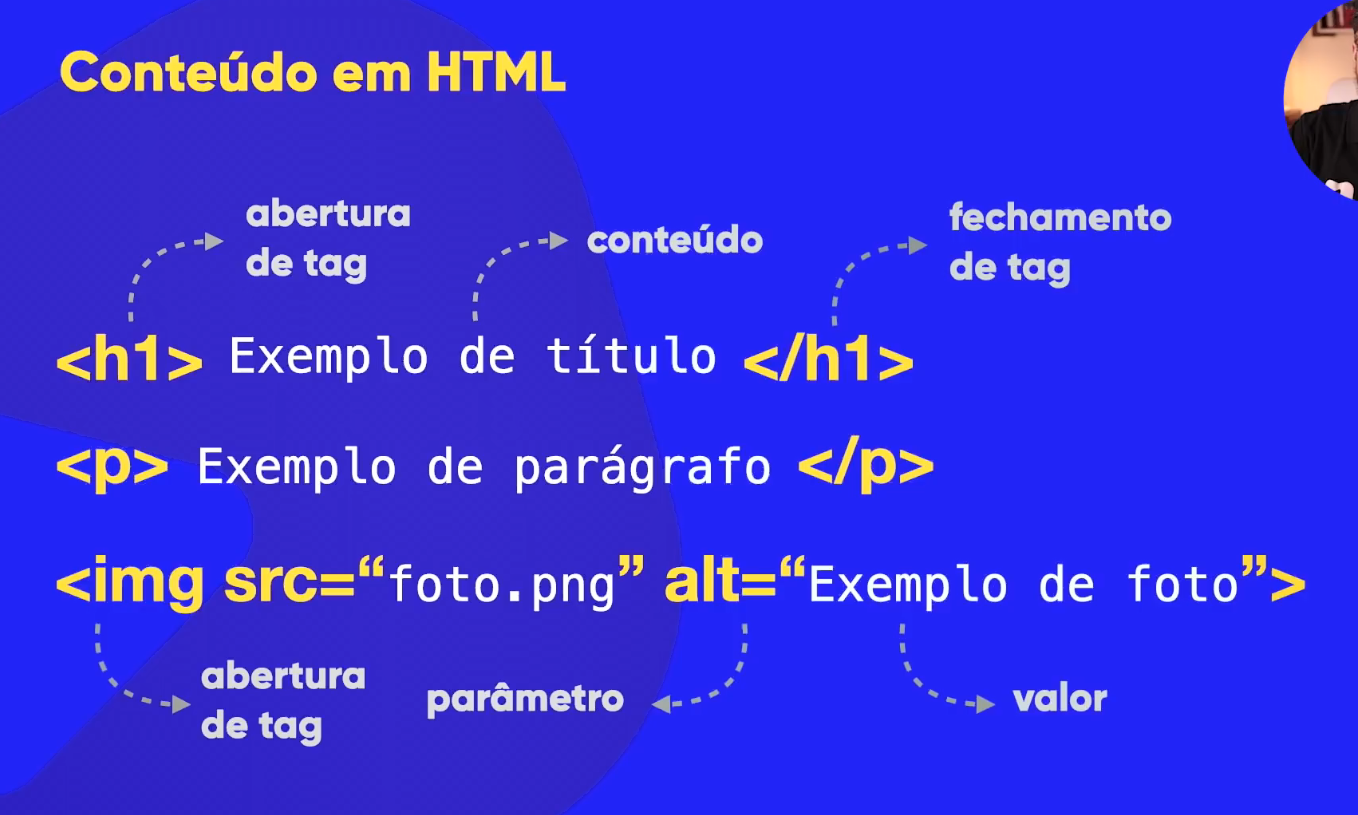 Conteúdo em HTML
abertura
de tag
conteúdo
fechamento
de tag
<h1> Exemplo de título </h1>
<p> Exemplo de parágrafo </p>
<img src=“foto.png” alt=“Exemplo de foto”>
abertura
de tag
parâmetro
valor